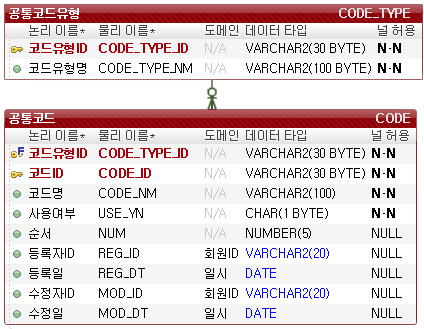 공통코드유형 CODE_TYPE
논리 이름* 물리 이름* 도메인 데이터 타입 널 허용
코드유형ID CODE_TYPE_ID N/A VARCHAR2(30 BYTE) N-N
코드유형명 CODE_TYPE_NM N/A VARCHAR2(100 BYTE) N-N
공통코드 CODE
논리 이름* 물리 이름* 도메인 데이터 타입 널 허용
코드유형ID CODE_TYPE_ID N/A VARCHAR2(30 BYTE) N-N
코드ID CODE_ID N/A VARCHAR2(30 BYTE) N-N
코드명 CODE_NM N/A VARCHAR2(100) N-N
사용여부 USE_YN N/A CHAR(1 BYTE) N-N
순서 NUM N/A NUMBER(5) NULL
등록자ID REG_ID 회원ID VARCHAR2(20) NULL
등록일 REG_DT 일시 DATE NULL
수정자ID MOD_ID 회원ID VARCHAR2(20) NULL
수정일 MOD_DT 일시 DATE NULL